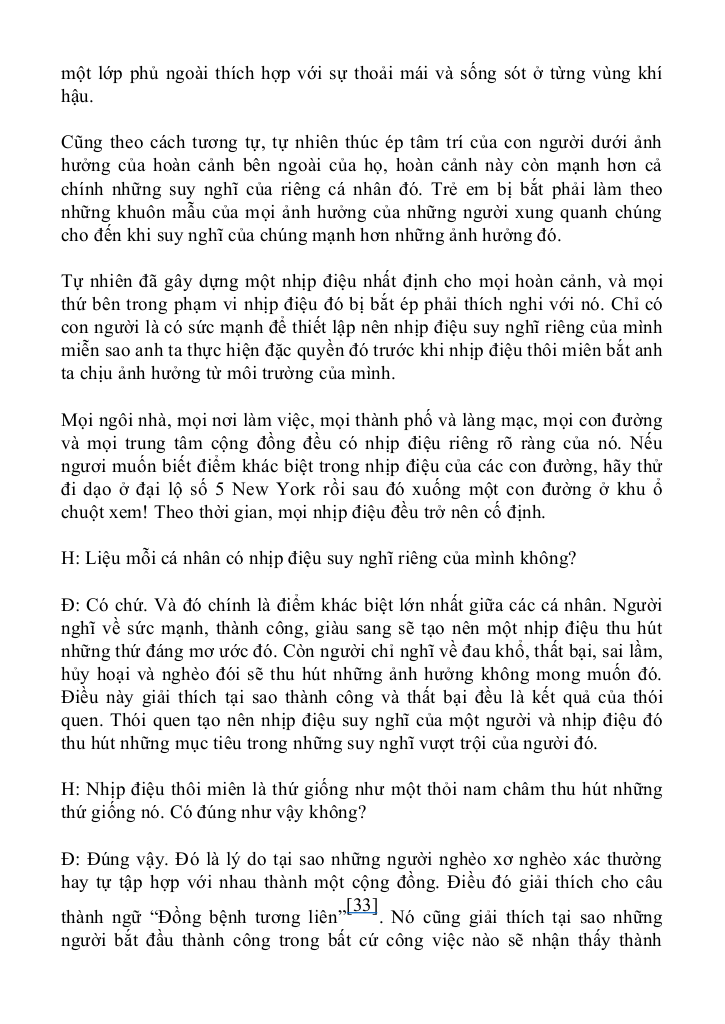 một lớp phủ ngoài thích hợp với sự thoải mái và sống sót ở từng vùng khí
hậu.
Cũng theo cách tương tự, tự nhiên thúc ép tâm trí của con người dưới ảnh
hưởng của hoàn cảnh bên ngoài của họ, hoàn cảnh này còn mạnh hơn cả
chính những suy nghĩ của riêng cá nhân đó. Trẻ em bị bắt phải làm theo
những khuôn mẫu của mọi ảnh hưởng của những người xung quanh chúng
cho đến khi suy nghĩ của chúng mạnh hơn những ảnh hưởng đó.
Tự nhiên đã gây dựng một nhịp điệu nhất định cho mọi hoàn cảnh, và mọi
thứ bên trong phạm vi nhịp điệu đó bị bắt ép phải thích nghi với nó. Chỉ có
con người là có sức mạnh để thiết lập nên nhịp điệu suy nghĩ riêng của mình
miễn sao anh ta thực hiện đặc quyền đó trước khi nhịp điệu thôi miên bắt anh
ta chịu ảnh hưởng từ môi trường của mình.
Mọi ngôi nhà, mọi nơi làm việc, mọi thành phố và làng mạc, mọi con đường
và mọi trung tâm cộng đồng đều có nhịp điệu riêng rõ ràng của nó. Nếu
ngươi muốn biết điểm khác biệt trong nhịp điệu của các con đường, hãy thử
đi dạo ở đại lộ số 5 New York rồi sau đó xuống một con đường ở khu ổ
chuột xem! Theo thời gian, mọi nhịp điệu đều trở nên cố định.
H: Liệu mỗi cá nhân có nhịp điệu suy nghĩ riêng của mình không?
Đ: Có chứ. Và đó chính là điểm khác biệt lớn nhất giữa các cá nhân. Người
nghĩ về sức mạnh, thành công, giàu sang sẽ tạo nên một nhịp điệu thu hút
những thứ đáng mơ ước đó. Còn người chỉ nghĩ về đau khổ, thất bại, sai lầm,
hủy hoại và nghèo đói sẽ thu hút những ảnh hưởng không mong muốn đó.
Điều này giải thích tại sao thành công và thất bại đều là kết quả của thói
quen. Thói quen tạo nên nhịp điệu suy nghĩ của một người và nhịp điệu đó
thu hút những mục tiêu trong những suy nghĩ vượt trội của người đó.
H: Nhịp điệu thôi miên là thứ giống như một thỏi nam châm thu hút những
thứ giống nó. Có đúng như vậy không?
Đ: Đúng vậy. Đó là lý do tại sao những người nghèo xơ nghèo xác thường
hay tự tập hợp với nhau thành một cộng đồng. Điều đó giải thích cho câu
thành ngữ “Đồng bệnh tương liên”[33]. Nó cũng giải thích tại sao những
người bắt đầu thành công trong bất cứ công việc nào sẽ nhận thấy thành